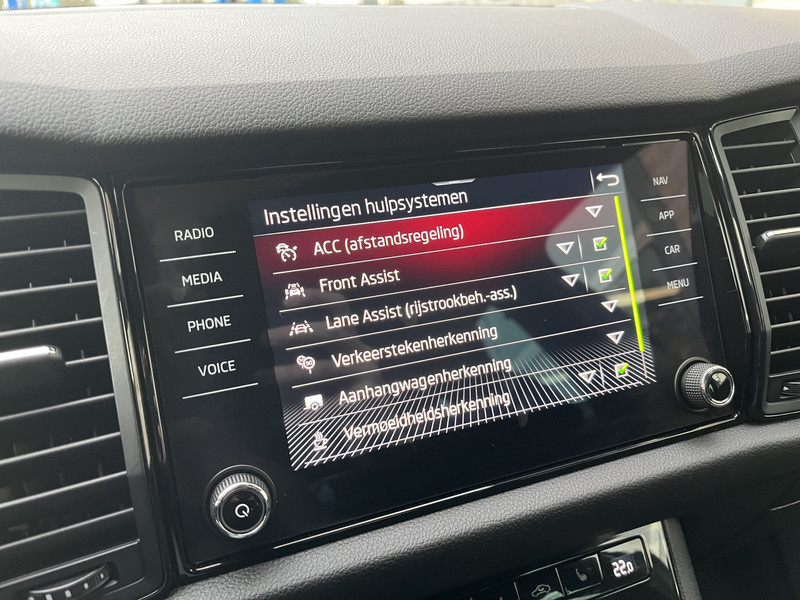 Instellingen hulpsystemen
ACC (afstandsregeling)
Front Assist
Lane Assist (rijstrookbeh.-ass.)
Verkeerstekenherkenning
Aanhangwagenherkenning
Vermoeidheidsherkenning
RADIO
MEDIA
PHONE
VOICE
NAV
APP
CAR
MENU
22.0